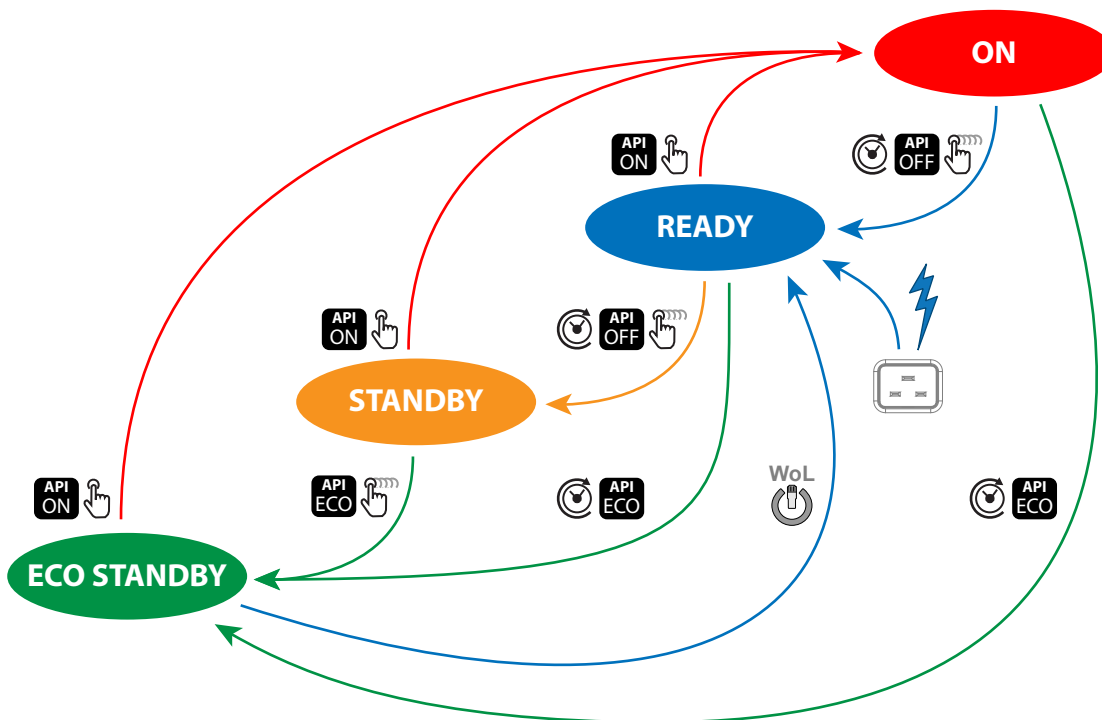 ON
API
ON
API
OFF
READY
API
ON
API
OFF
STANDBY
WoL
API
ON
API
ECO
API
ECO
API
ECO
ECO STANDBY